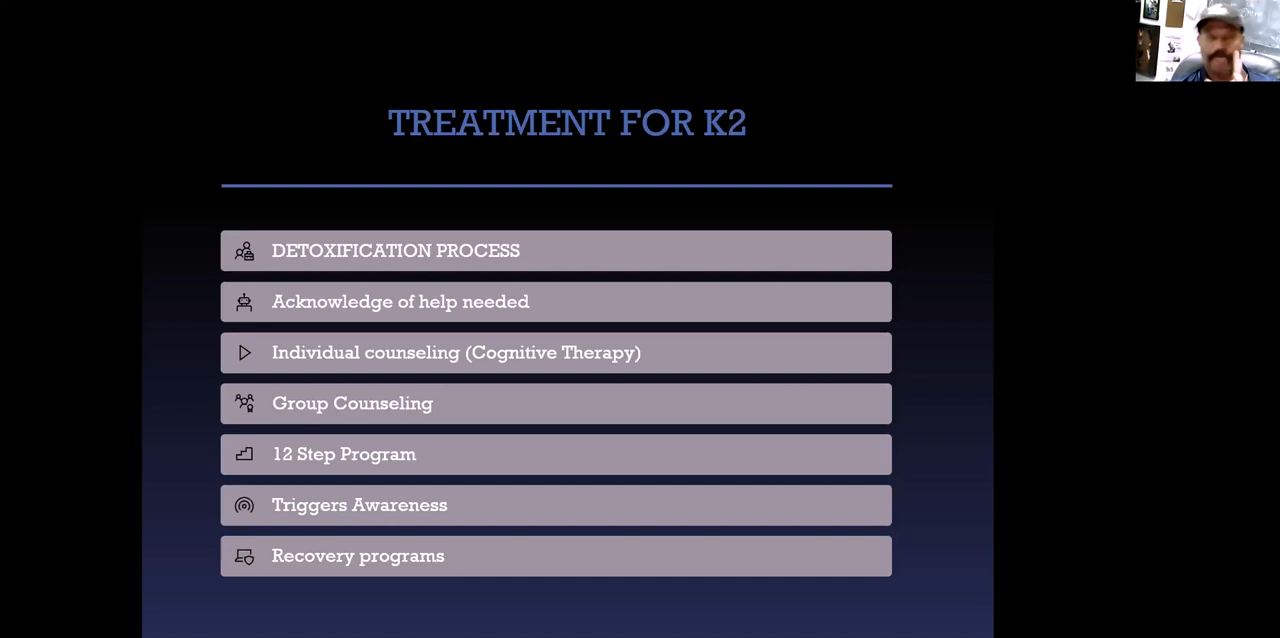 TREATMENT FOR K2
DETOXIFICATION PROCESS
Acknowledge of help needed
Individual counseling (Cognitive Therapy)
Group Counseling
12 Step Program
Triggers Awareness
Recovery programs